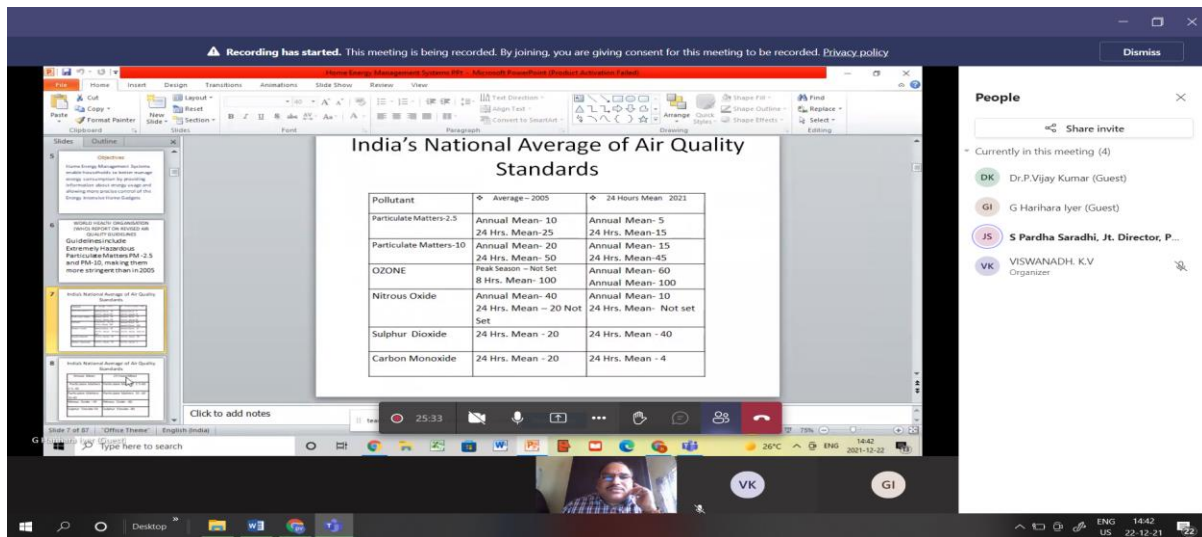 Recording has started. This meeting is being recorded. By joining, you are giving consent for this meeting to be recorded. Privacy policy
Dismiss
Home Energy Management Systems PPt - Microsoft PowerPoint (Product Activation Failed)
File Home Insert Design Transitions Animations Slide Show Review View
Cut
Copy
Format Painter
Paste
Clipboard
New
Slide
Layout
Reset
Section
Slides
Font
Text Direction
Align Text
Convert to SmartArt
Paragraph
Arrange
Quick
Styles
Shape Fill
Shape Outline
Shape Effects
Drawing
Find
Replace
Select
Editing
Slides Outline
5
Objectives
Home Energy Management Systems
enable households to better manage
energy consumption by providing
information about energy usage and
allowing more precise control of the
Energy intensive Home Gadgets
6
WORLD HEALTH ORGANISATION
(WHO) REPORT ON REVISED AIR
QUALITY GUIDELINES
Guidelines include
Extremely Hazardous
Particulate Matters PM -2.5
and PM-10, making them
more stringent than in 2005
7
India's National Average of Air Quality
Standards
8
India's National Average of Air Quality
Standards
India's National Average of Air Quality
Standards
Pollutant ❖ Average – 2005 ❖ 24 Hours Mean 2021
Particulate Matters-2.5 Annual Mean- 10 Annual Mean- 5
24 Hrs. Mean-25 24 Hrs. Mean-15
Particulate Matters-10 Annual Mean- 20 Annual Mean- 15
24 Hrs. Mean- 50 24 Hrs. Mean-45
OZONE Peak Season – Not Set Annual Mean- 60
8 Hrs. Mean- 100 Annual Mean- 100
Nitrous Oxide Annual Mean- 40 Annual Mean- 10
24 Hrs. Mean – 20 Not 24 Hrs. Mean- Not set
Set
Sulphur Dioxide 24 Hrs. Mean - 20 24 Hrs. Mean - 40
Carbon Monoxide 24 Hrs. Mean - 20 24 Hrs. Mean - 4
Click to add notes
25:33
Slide 7 of 87 "Office Theme" English (India)
75%
G Harihara Iyer (Guest)
Type here to search
26°C ENG
14:42
2021-12-22
People
Share invite
Currently in this meeting (4)
DK Dr.P.Vijay Kumar (Guest)
GI G Harihara Iyer (Guest)
JS S Pardha Saradhi, Jt. Director, P...
VK VISWANADH. K.V
Organizer
VK
GI
Desktop
ENG
US
14:42
22-12-21
22